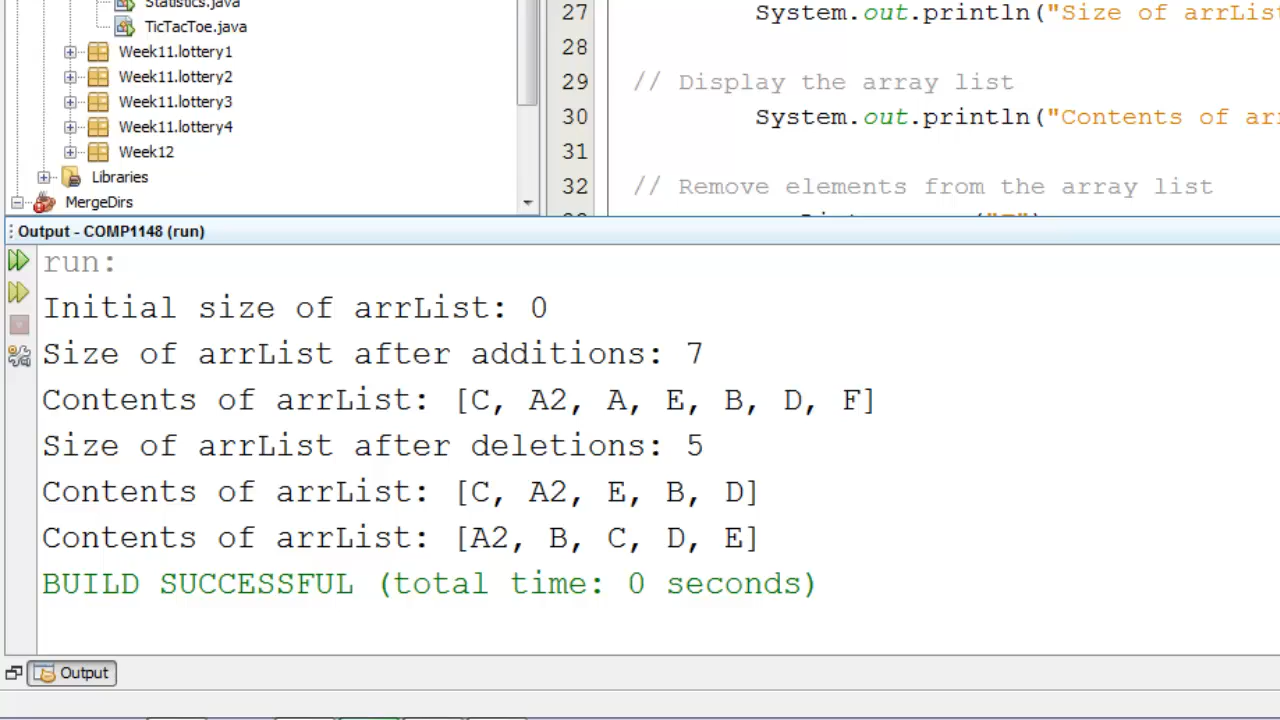 Statistics.java
TicTacToe.java
Week11.lottery1
Week11.lottery2
Week11.lottery3
Week11.lottery4
Week12
Libraries
MergeDirs
27 System.out.println("Size of arrList
28
29 // Display the array list
30 System.out.println("Contents of ar
31
32 // Remove elements from the array list
Output - COMP1148 (run)
run:
Initial size of arrList: 0
Size of arrList after additions: 7
Contents of arrList: [C, A2, A, E, B, D, F]
Size of arrList after deletions: 5
Contents of arrList: [C, A2, E, B, D]
Contents of arrList: [A2, B, C, D, E]
BUILD SUCCESSFUL (total time: 0 seconds)
Output